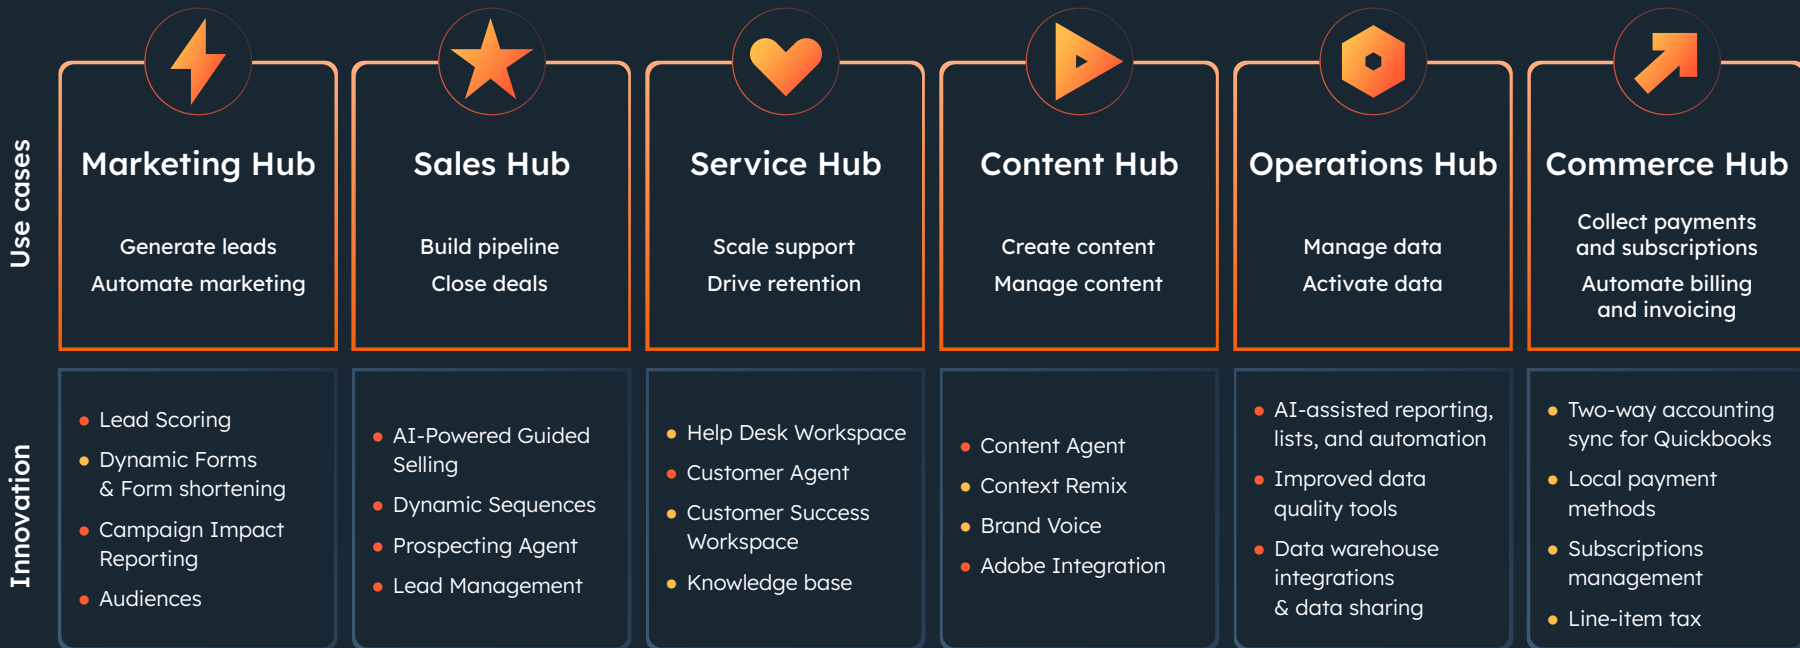 Use cases
Marketing Hub
Generate leads
Automate marketing
Sales Hub
Build pipeline
Close deals
Service Hub
Scale support
Drive retention
Content Hub
Create content
Manage content
Operations Hub
Manage data
Activate data
Commerce Hub
Collect payments
and subscriptions
Automate billing
and invoicing
Innovation
Lead Scoring
Dynamic Forms
& Form shortening
Campaign Impact
Reporting
Audiences
AI-Powered Guided
Selling
Dynamic Sequences
Prospecting Agent
Lead Management
Help Desk Workspace
Customer Agent
Customer Success
Workspace
Knowledge base
Content Agent
Context Remix
Brand Voice
Adobe Integration
AI-assisted reporting,
lists, and automation
Improved data
quality tools
Data warehouse
integrations
& data sharing
Two-way accounting
sync for Quickbooks
Local payment
methods
Subscriptions
management
Line-item tax